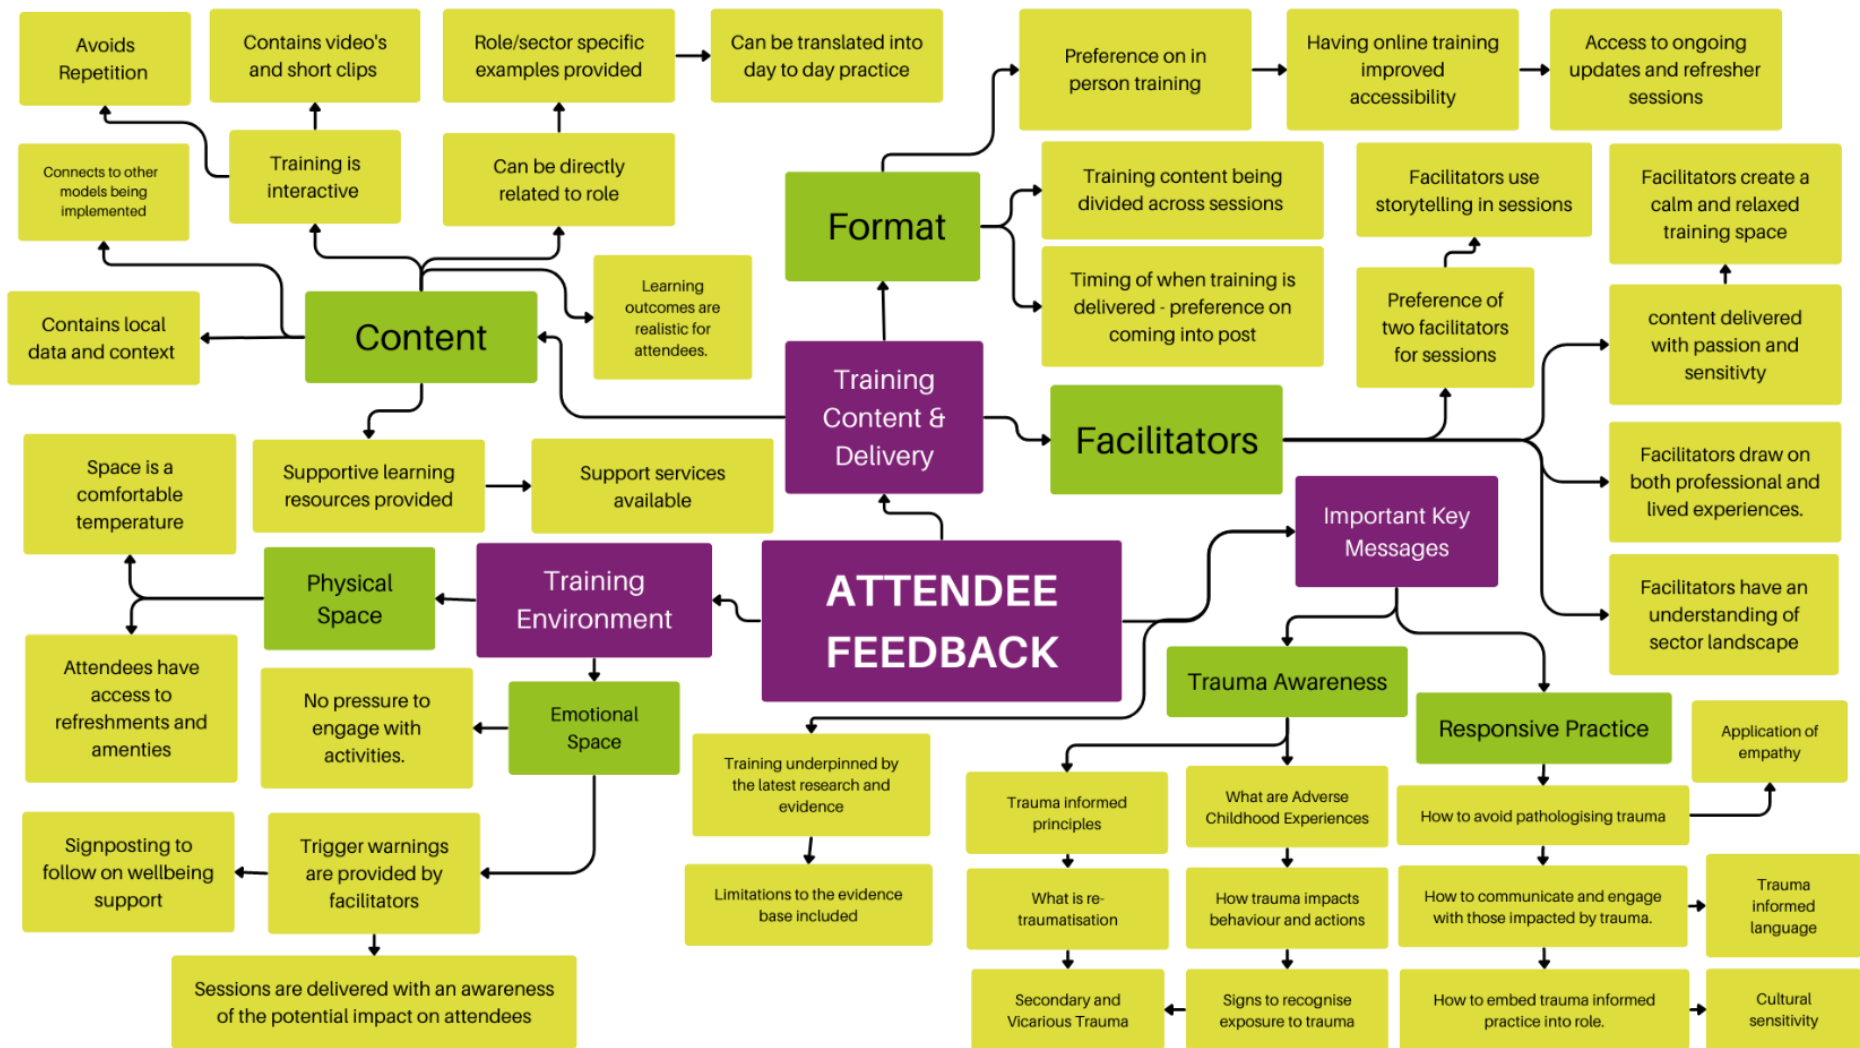 Avoids
Repetition
Contains video's
and short clips
Role/sector specific
examples provided
Can be translated into
day to day practice
Preference on in
person training
Having online training
improved
accessibility
Access to ongoing
updates and refresher
sessions
Connects to other
models being
implemented
Training is
interactive
Can be directly
related to role
Format
Training content being
divided across sessions
Facilitators use
storytelling in sessions
Facilitators create a
calm and relaxed
training space
Contains local
data and context
Content
Learning
outcomes are
realistic for
attendees.
Timing of when training is
delivered - preference on
coming into post
Preference of
two facilitators
for sessions
content delivered
with passion and
sensitivty
Training
Content &
Delivery
Facilitators
Facilitators draw on
both professional and
lived experiences.
Space is a
comfortable
temperature
Supportive learning
resources provided
Support services
available
Important Key
Messages
Physical
Space
Training
Environment
ATTENDEE
FEEDBACK
Facilitators have an
understanding of
sector landscape
Attendees have
access to
refreshments and
amenties
No pressure to
engage with
activities.
Emotional
Space
Trauma Awareness
Responsive Practice
Application of
empathy
Training underpinned by
the latest research and
evidence
Trauma informed
principles
What are Adverse
Childhood Experiences
How to avoid pathologising trauma
Signposting to
follow on wellbeing
support
Trigger warnings
are provided by
facilitators
Limitations to the evidence
base included
What is re-
traumatisation
How trauma impacts
behaviour and actions
How to communicate and engage
with those impacted by trauma.
Trauma
informed
language
Sessions are delivered with an awareness
of the potential impact on attendees
Secondary and
Vicarious Trauma
Signs to recognise
exposure to trauma
How to embed trauma informed
practice into role.
Cultural
sensitivity